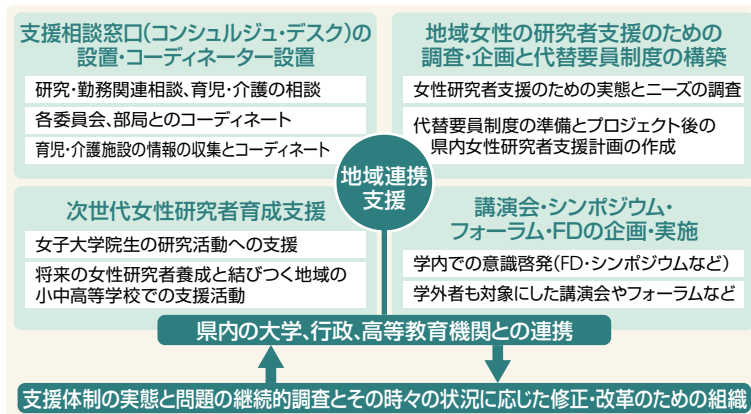 支援相談窓口(コンシュルジュ・デスク)の
設置・コーディネーター設置
研究・勤務関連相談、育児・介護の相談
各委員会、部局とのコーディネート
育児・介護施設の情報の収集とコーディネート
地域女性の研究者支援のための
調査・企画と代替要員制度の構築
女性研究者支援のための実態とニーズの調査
代替要員制度の準備とプロジェクト後の
県内女性研究者支援計画の作成
地域連携
支援
次世代女性研究者育成支援
女子大学院生の研究活動への支援
将来の女性研究者養成と結びつく地域の
小中高等学校での支援活動
講演会・シンポジウム・
フォーラム・FDの企画・実施
学内での意識啓発(FD・シンポジウムなど)
学外者も対象にした講演会やフォーラムなど
県内の大学、行政、高等教育機関との連携
支援体制の実態と問題の継続的調査とその時々の状況に応じた修正・改革のための組織